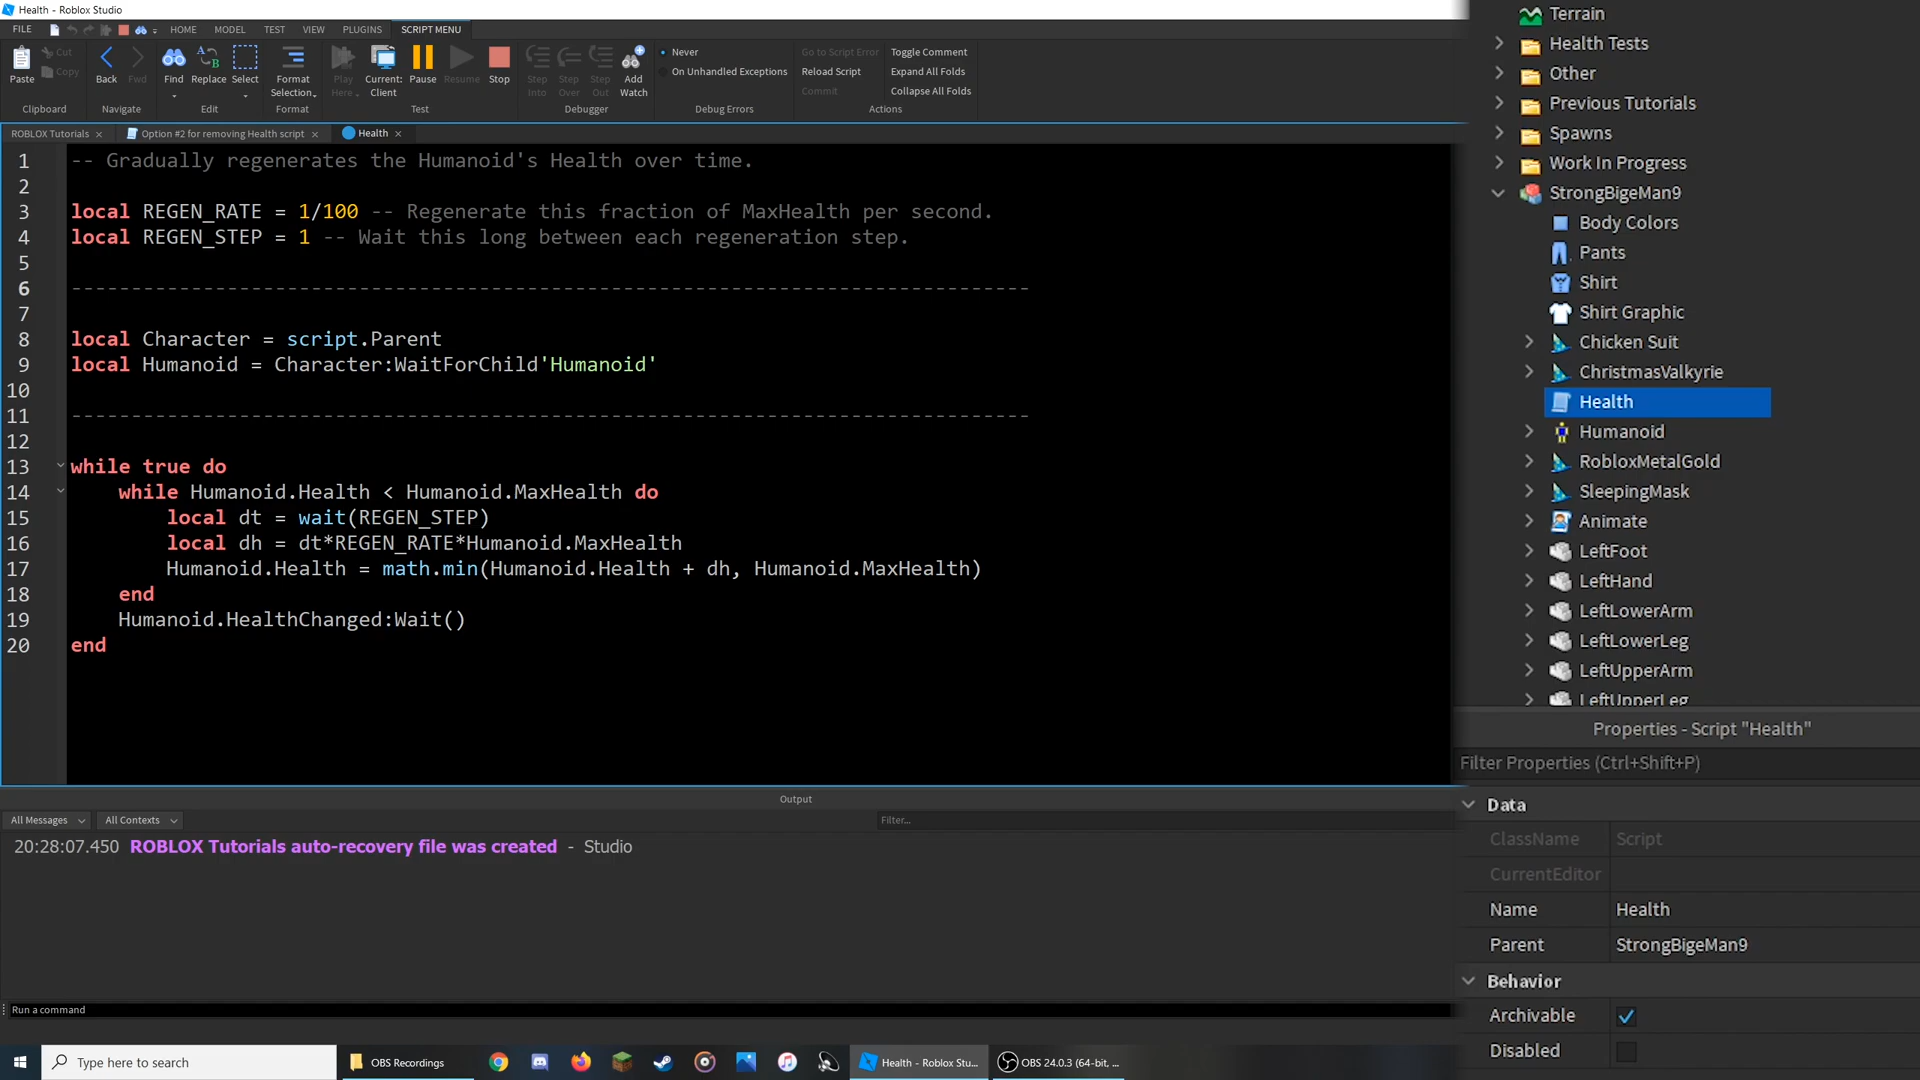 Health - Roblox Studio
FILE HOME MODEL TEST VIEW PLUGINS SCRIPT MENU
Paste Cut Copy Clipboard
Back Fwd Navigate
Find Replace Select Edit
Format Selection Format
Play Here Current: Client Pause Resume Stop Test
Step Into Step Over Step Out Add Watch Debugger
Never
On Unhandled Exceptions
Debug Errors
Go to Script Error
Reload Script
Commit
Toggle Comment
Expand All Folds
Collapse All Folds
Actions
ROBLOX Tutorials × Option #2 for removing Health script × Health ×
1 -- Gradually regenerates the Humanoid's Health over time.
2
3 local REGEN_RATE = 1/100 -- Regenerate this fraction of MaxHealth per second.
4 local REGEN_STEP = 1 -- Wait this long between each regeneration step.
5
6 --------------------------------------------------------------------------------
7
8 local Character = script.Parent
9 local Humanoid = Character:WaitForChild'Humanoid'
10
11 --------------------------------------------------------------------------------
12
13 while true do
14 while Humanoid.Health < Humanoid.MaxHealth do
15 local dt = wait(REGEN_STEP)
16 local dh = dt*REGEN_RATE*Humanoid.MaxHealth
17 Humanoid.Health = math.min(Humanoid.Health + dh, Humanoid.MaxHealth)
18 end
19 Humanoid.HealthChanged:Wait()
20 end
Output
All Messages All Contexts Filter...
20:28:07.450 ROBLOX Tutorials auto-recovery file was created - Studio
Run a command
Terrain
Health Tests
Other
Previous Tutorials
Spawns
Work In Progress
StrongBigeMan9
Body Colors
Pants
Shirt
Shirt Graphic
Chicken Suit
ChristmasValkyrie
Health
Humanoid
RobloxMetalGold
SleepingMask
Animate
LeftFoot
LeftHand
LeftLowerArm
LeftLowerLeg
LeftUpperArm
LeftUpperLeg
Properties - Script "Health"
Filter Properties (Ctrl+Shift+P)
Data
ClassName Script
CurrentEditor
Name Health
Parent StrongBigeMan9
Behavior
Archivable
Disabled
Type here to search
OBS Recordings
Health - Roblox Stu...
OBS 24.0.3 (64-bit, ...